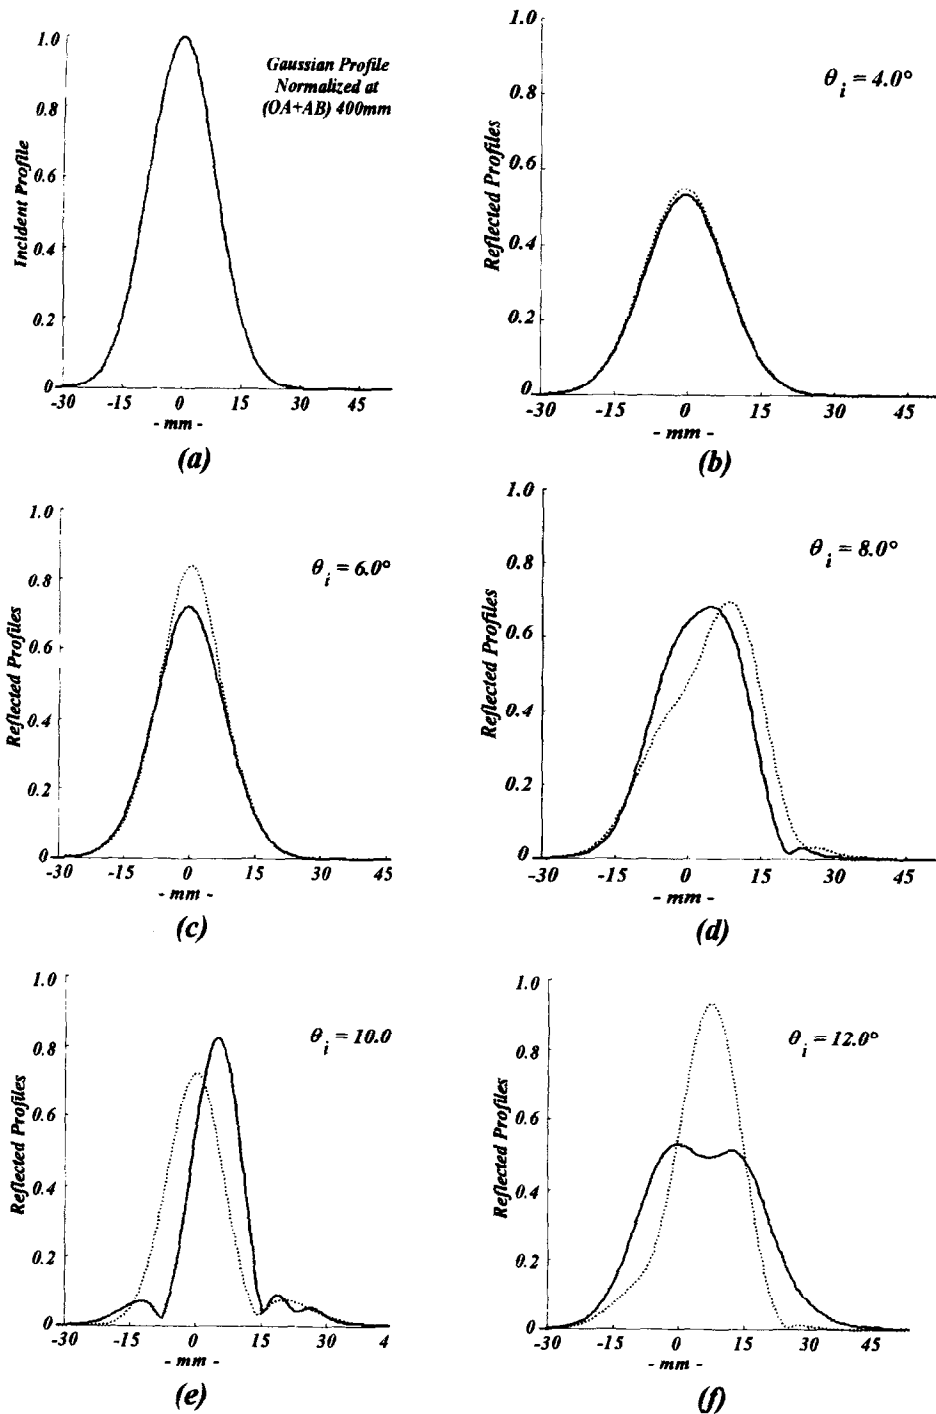 1.0
0.8
0.6
0.4
0.2
0
Incident Profile
Gaussian Profile
Normalized at
(OA+AB) 400mm
-30 -15 0 15 30 45
- mm -
(a)
1.0
0.8
0.6
0.4
0.2
0
Reflected Profiles
θi = 4.0°
-30 -15 0 15 30 45
- mm -
(b)
1.0
0.8
0.6
0.4
0.2
0
Reflected Profiles
θi = 6.0°
-30 -15 0 15 30 45
- mm -
(c)
1.0
0.8
0.6
0.4
0.2
0
Reflected Profiles
θi = 8.0°
-30 -15 0 15 30 45
- mm -
(d)
1.0
0.8
0.6
0.4
0.2
0
Reflected Profiles
θi = 10.0
-30 -15 0 15 30 4
- mm -
(e)
1.0
0.8
0.6
0.4
0.2
0
Reflected Profiles
θi = 12.0°
-30 -15 0 15 30 45
- mm -
(f)